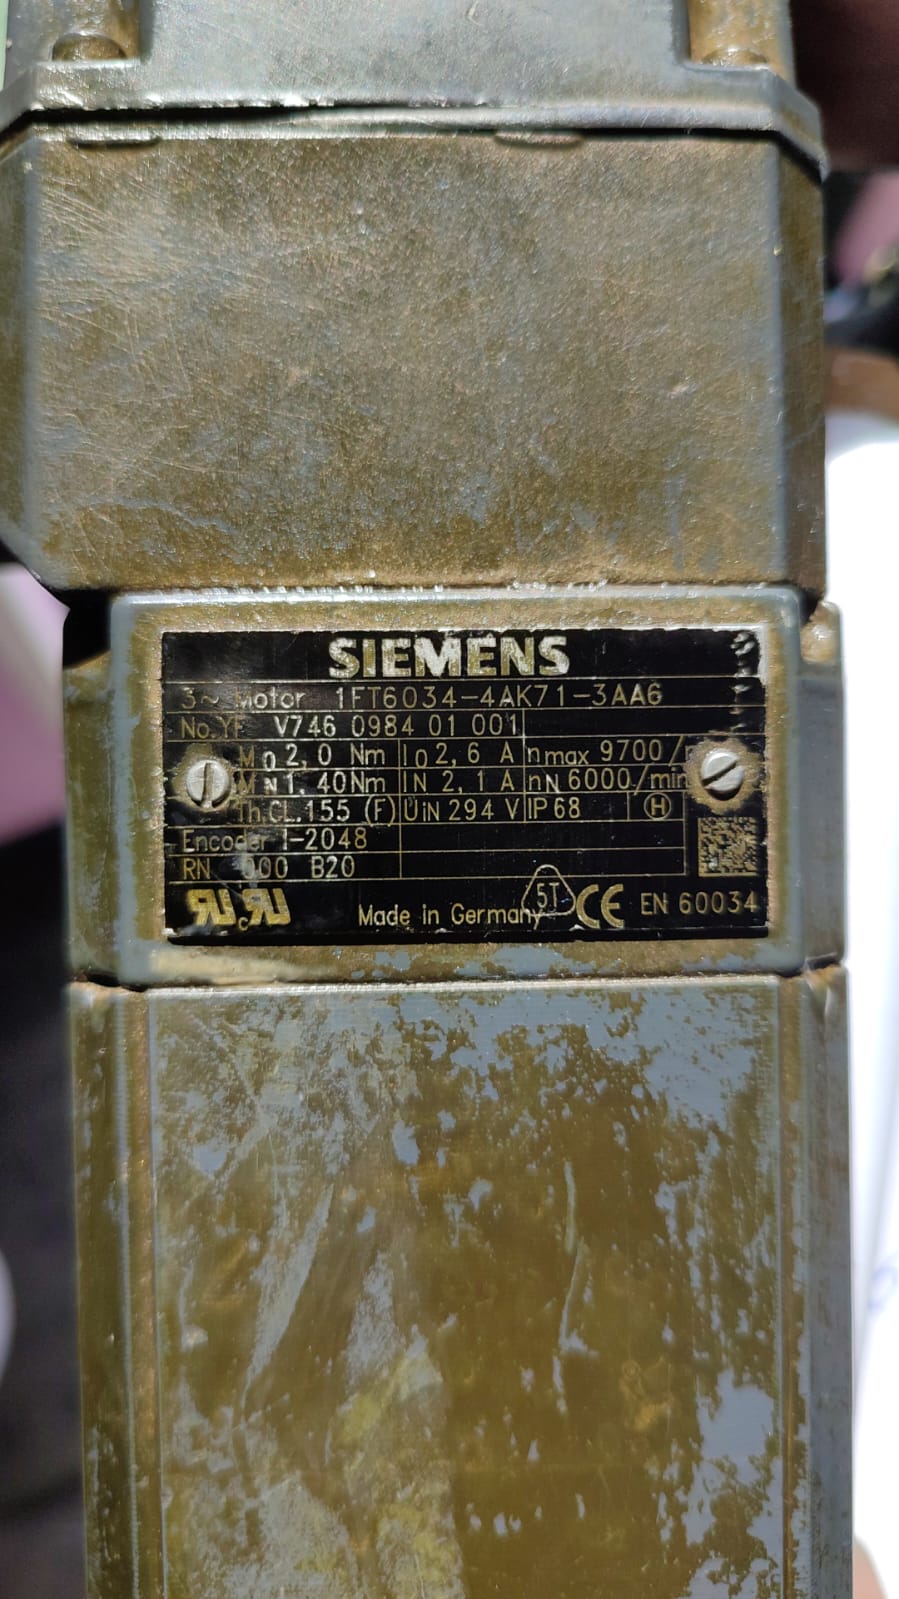 SIEMENS
3~ Motor 1FT6034-4AK71-3AA6
No. YF V746 0984 01 001
M0 2,0 Nm I0 2,6 A nmax 9700/
MN 1,40Nm IN 2,1 A nN 6000/min
Th.CL.155 (F) UIN 294 V IP 68 H
Encoder I-2048
RN 000 B20
Made in Germany 5T CE EN 60034